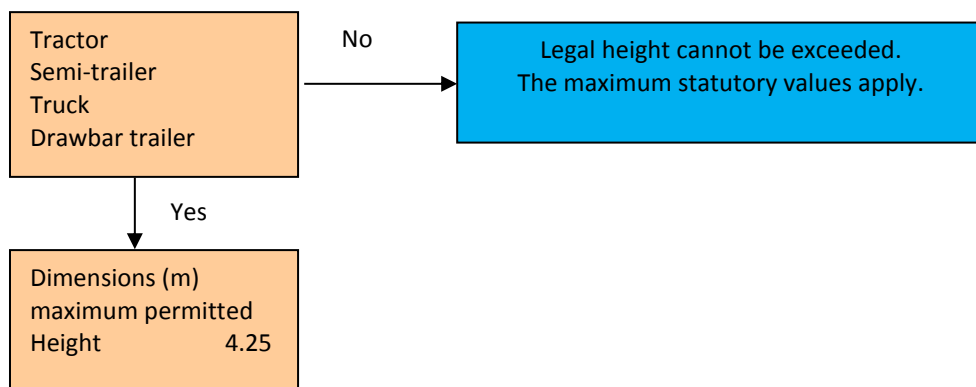 Tractor
Semi-trailer
Truck
Drawbar trailer
No
Legal height cannot be exceeded.
The maximum statutory values apply.
Yes
Dimensions (m)
maximum permitted
Height 4.25